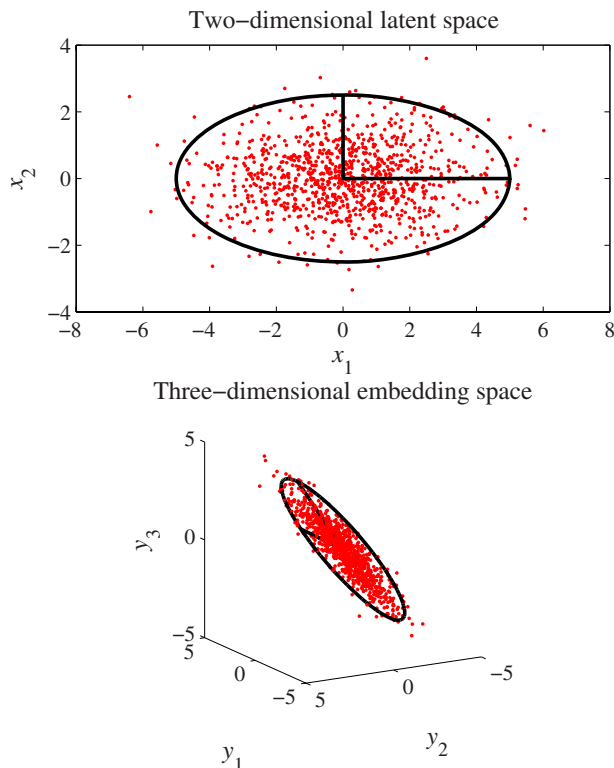 Two−dimensional latent space
4
2
0
−2
−4
x2
−8 −6 −4 −2 0 2 4 6 8
x1
Three−dimensional embedding space
5
0
−5
y3
5
0
−5
5
0
−5
y1
y2